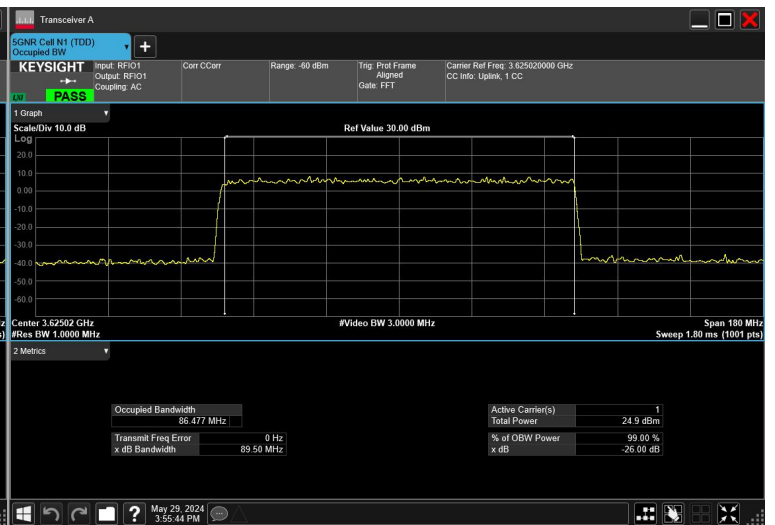 Transceiver A
5GNR Cell N1 (TDD)
Occupied BW
+
KEYSIGHT
LXI
PASS
Input: RFIO1
Output: RFIO1
Coupling: AC
Corr CCorr
Range: -60 dBm
Trig: Prot Frame
Aligned
Gate: FFT
Carrier Ref Freq: 3.625020000 GHz
CC Info: Uplink, 1 CC
1 Graph
Scale/Div 10.0 dB
Ref Value 30.00 dBm
Log
20.0
10.0
0.00
-10.0
-20.0
-30.0
-40.0
-50.0
-60.0
Center 3.62502 GHz
#Video BW 3.0000 MHz
Span 180 MHz
#Res BW 1.0000 MHz
Sweep 1.80 ms (1001 pts)
2 Metrics
Occupied Bandwidth
86.477 MHz
Transmit Freq Error 0 Hz
x dB Bandwidth 89.50 MHz
Active Carrier(s) 1
Total Power 24.9 dBm
% of OBW Power 99.00 %
x dB -26.00 dB
?
May 29, 2024
3:55:44 PM